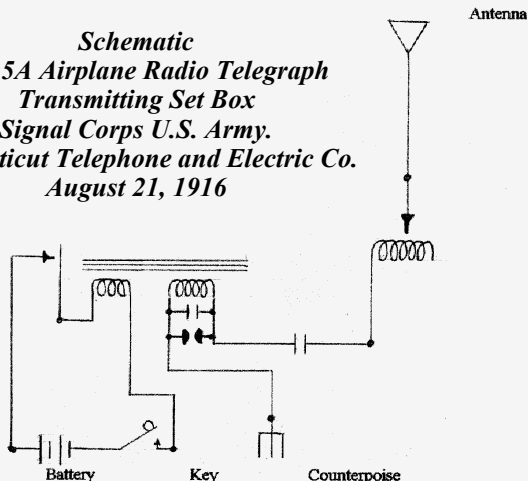 Antenna
Schematic
5A Airplane Radio Telegraph
Transmitting Set Box
Signal Corps U.S. Army.
ticut Telephone and Electric Co.
August 21, 1916
Battery Key Counterpoise